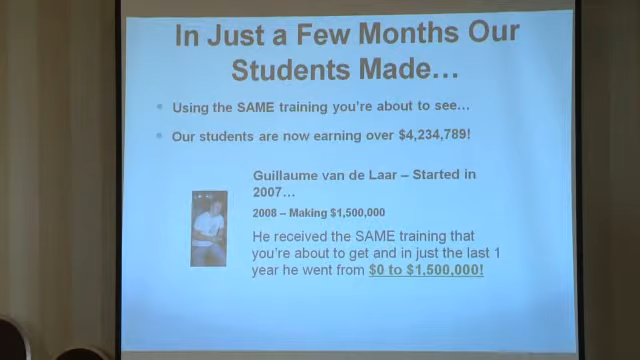 In Just a Few Months Our
Students Made…
Using the SAME training you're about to see…
Our students are now earning over $4,234,789!
Guillaume van de Laar – Started in
2007…
2008 – Making $1,500,000
He received the SAME training that
you're about to get and in just the last 1
year he went from $0 to $1,500,000!